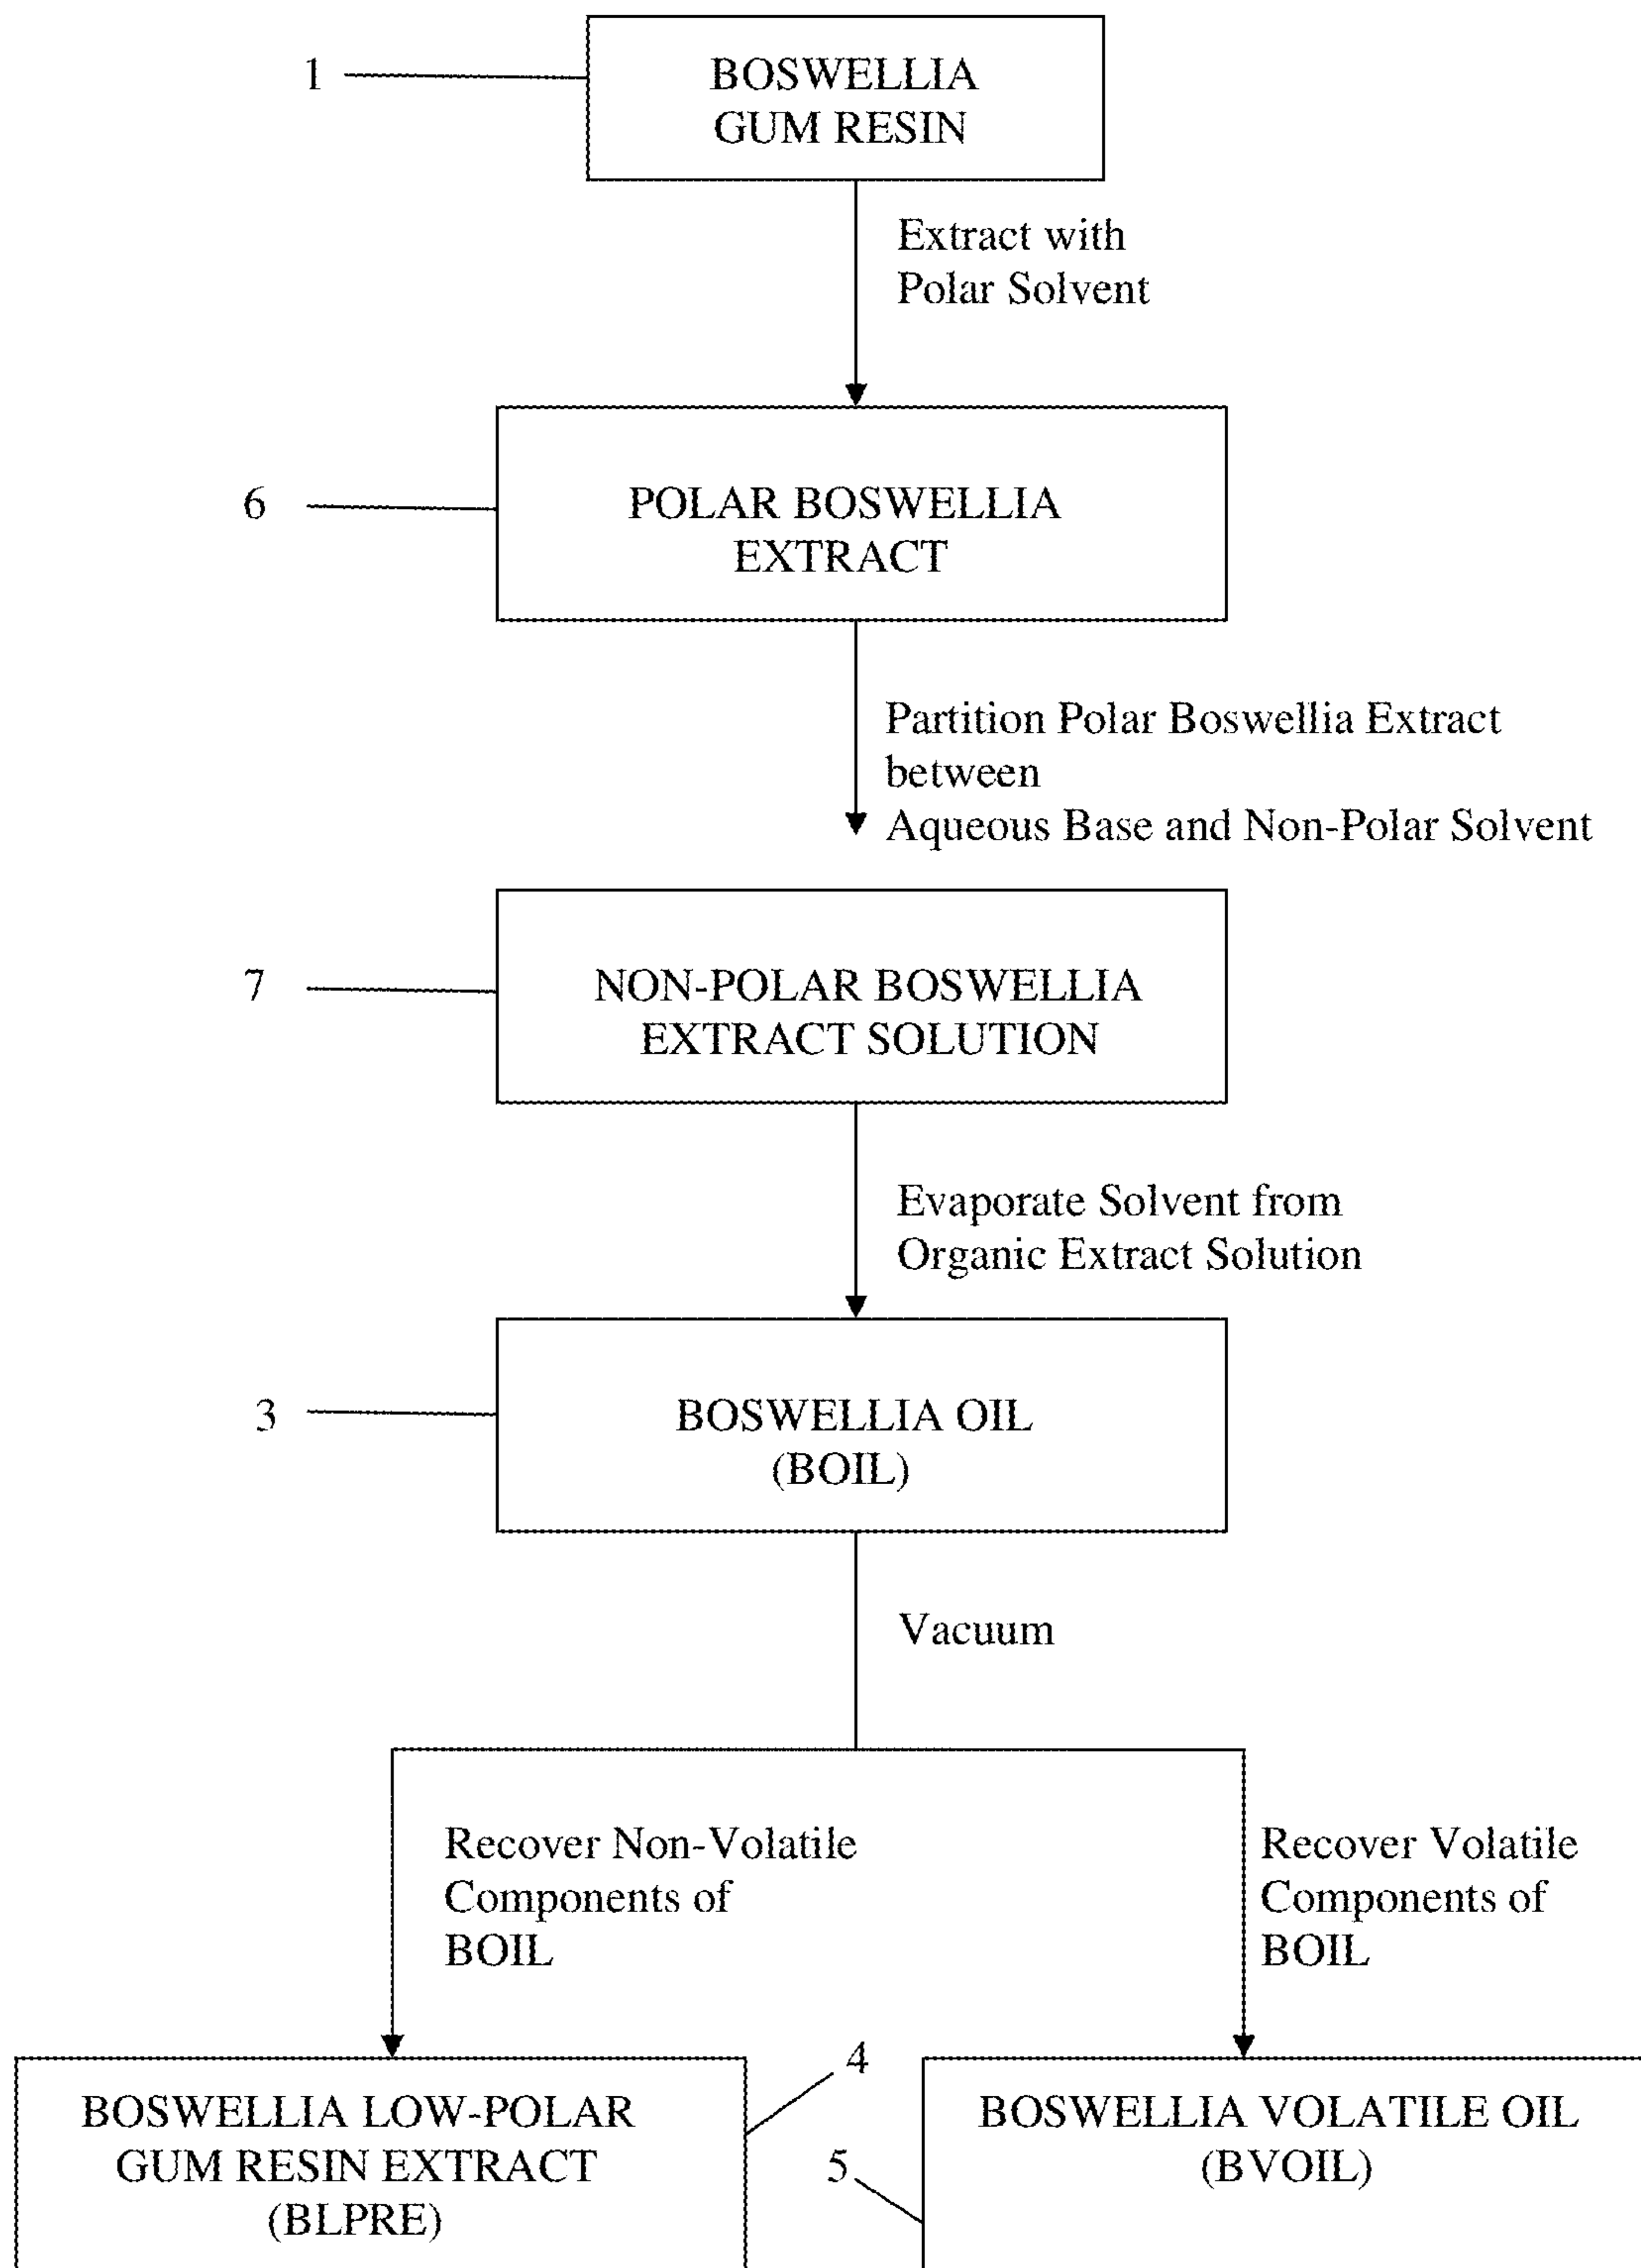 1
BOSWELLIA
GUM RESIN
Extract with
Polar Solvent
6
POLAR BOSWELLIA
EXTRACT
Partition Polar Boswellia Extract
between
Aqueous Base and Non-Polar Solvent
7
NON-POLAR BOSWELLIA
EXTRACT SOLUTION
Evaporate Solvent from
Organic Extract Solution
3
BOSWELLIA OIL
(BOIL)
Vacuum
Recover Non-Volatile
Components of
BOIL
Recover Volatile
Components of
BOIL
4
BOSWELLIA LOW-POLAR
GUM RESIN EXTRACT
(BLPRE)
5
BOSWELLIA VOLATILE OIL
(BVOIL)